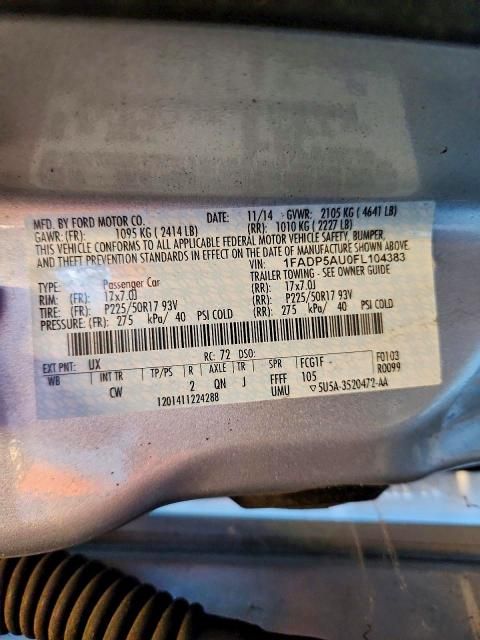 MFD. BY FORD MOTOR CO. DATE: 11/14 GVWR: 2105 KG ( 4641 LB)
GAWR: (FR): 1095 KG ( 2414 LB) (RR): 1010 KG ( 2227 LB)
THIS VEHICLE CONFORMS TO ALL APPLICABLE FEDERAL MOTOR VEHICLE SAFETY, BUMPER,
AND THEFT PREVENTION STANDARDS IN EFFECT ON THE DATE OF MANUFACTURE SHOWN ABOVE.
VIN: 1FADP5AU0FL104383
TYPE: Passenger Car TRAILER TOWING - SEE OWNER GUIDE
RIM: (FR): 17x7.0J (RR): 17x7.0J
TIRE: (FR): P225/50R17 93V (RR): P225/50R17 93V
PRESSURE: (FR): 275 kPa/ 40 PSI COLD (RR): 275 kPa/ 40 PSI COLD
EXT PNT: UX RC: 72 DSO: FCG1F F0103
WB INT TR TP/PS R AXLE TR SPR R0099
CW 2 QN J FFFF 105
1201411224288 UMU ▽ 5U5A-3520472-AA